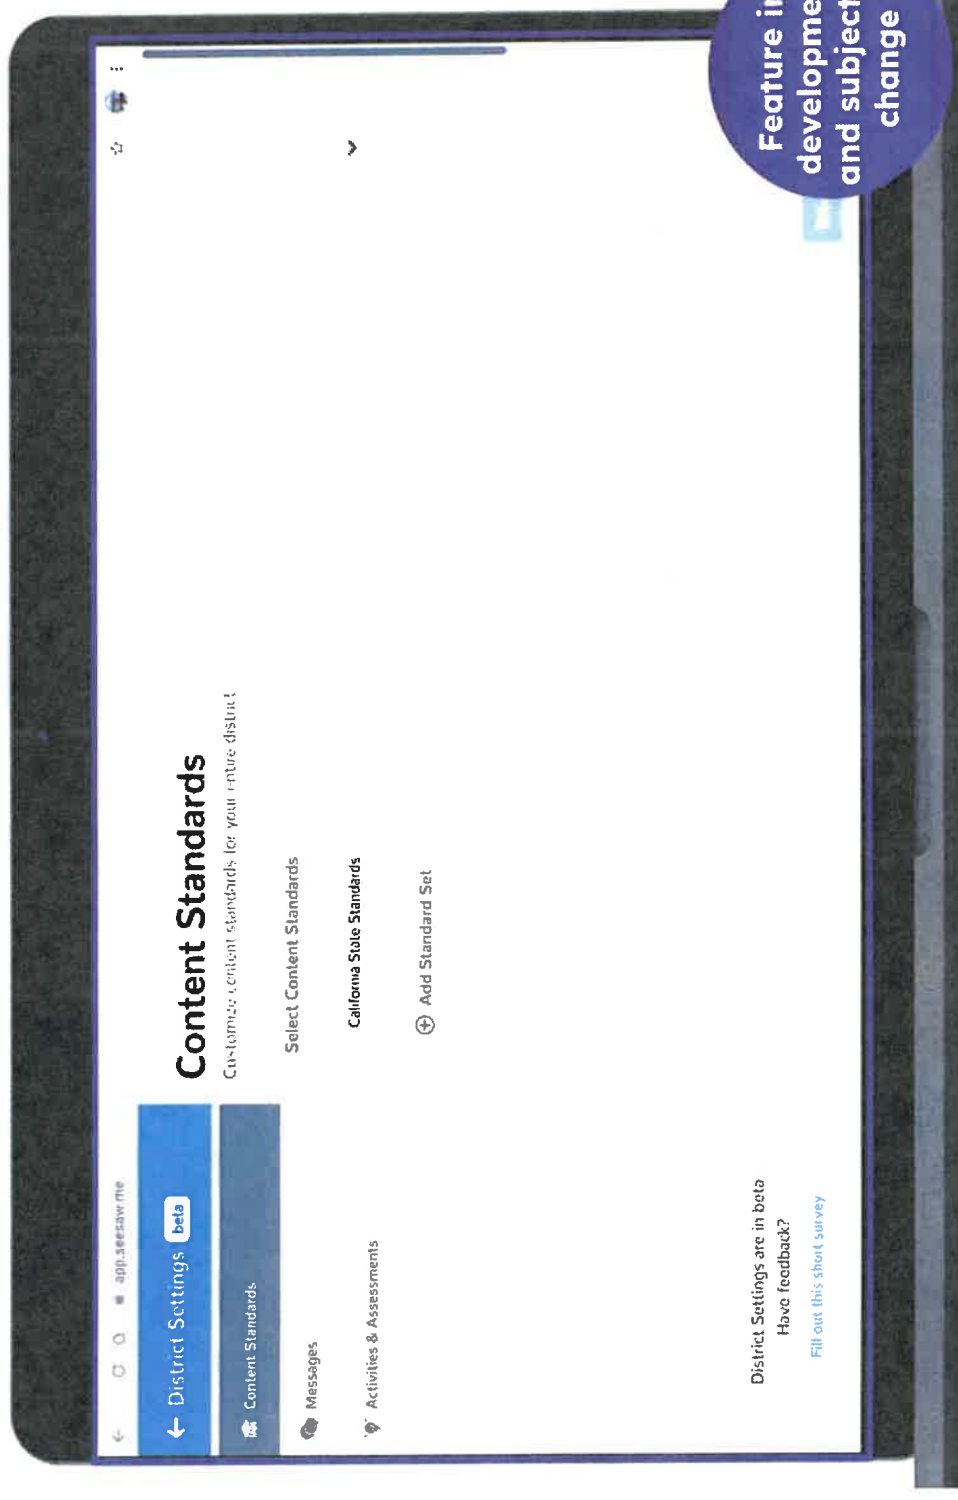 app.seesaw.me
District Settings beta
Content Standards
Messages
Activities & Assessments
District Settings are in beta
Have feedback?
Fill out this short survey
Content Standards
Customize content standards for your entire district
Select Content Standards
California State Standards
Add Standard Set
Feature i
developme
and subject
change